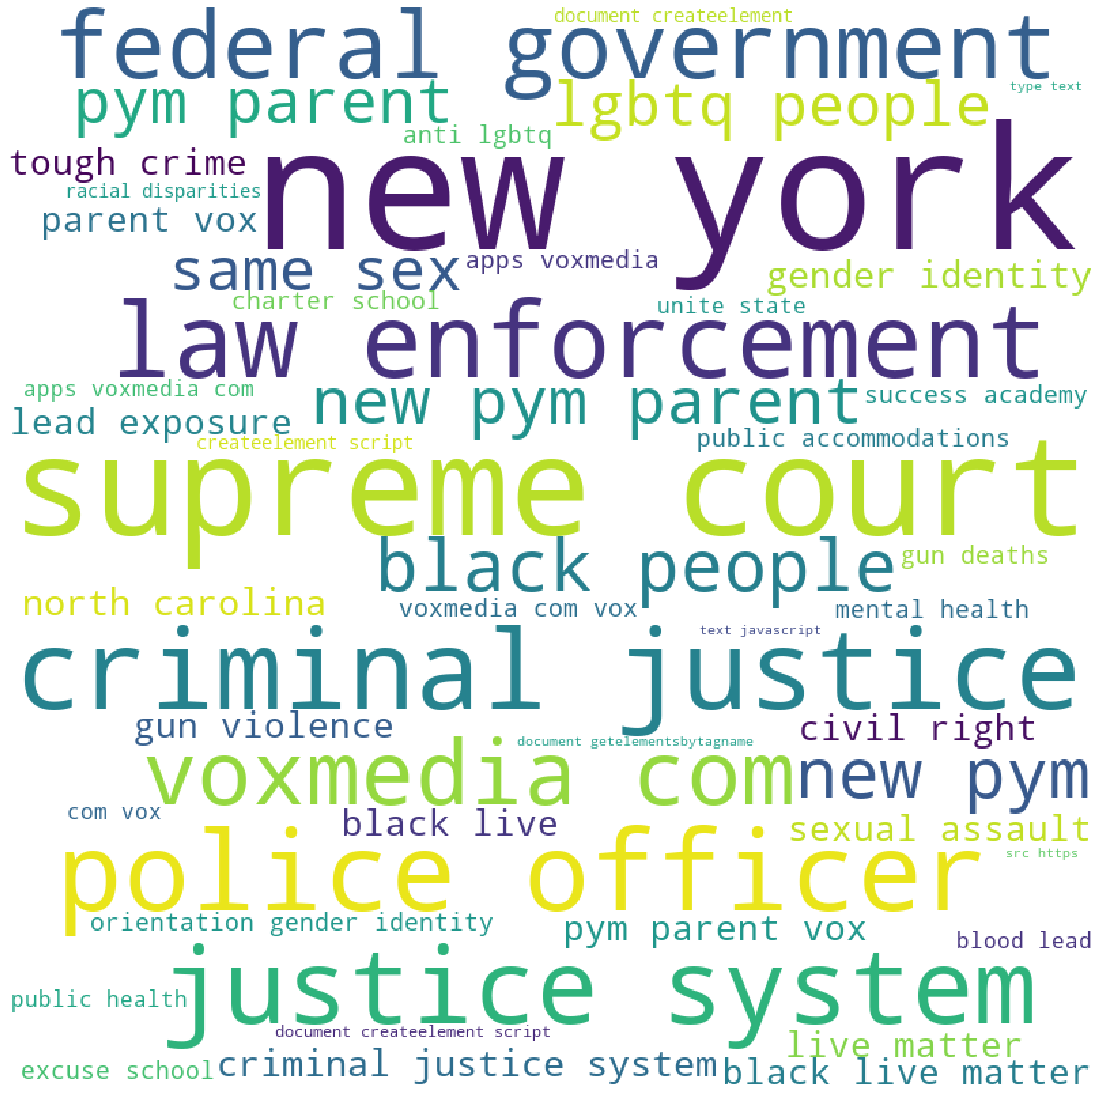 document createelement
federal government
pym parent
lgbtq people
type text
anti lgbtq
tough crime
new york
racial disparities
parent vox
same sex
apps voxmedia
gender identity
charter school
unite state
law enforcement
apps voxmedia com
new pym parent
success academy
lead exposure
createelement script
public accommodations
supreme court
black people
gun deaths
north carolina
voxmedia com vox
mental health
text javascript
criminal justice
gun violence
civil right
document getelementsbytagname
voxmedia com
new pym
com vox
black live
sexual assault
police officer
src https
orientation gender identity
pym parent vox
blood lead
justice system
public health
document createelement script
live matter
excuse school
criminal justice system
black live matter